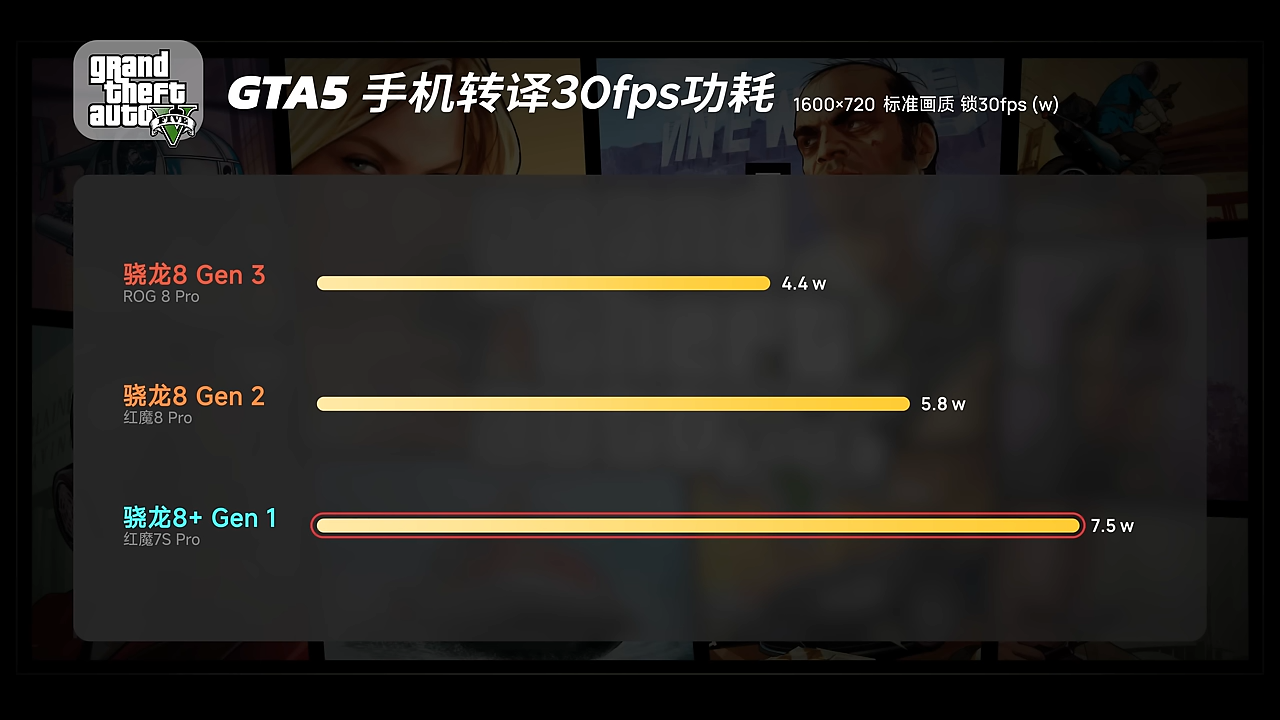 grand
theft
auto
FIVE
GTA5 手机转译30fps功耗 1600×720 标准画质 锁30fps (w)
骁龙8 Gen 3
ROG 8 Pro
4.4 w
骁龙8 Gen 2
红魔8 Pro
5.8 w
骁龙8+ Gen 1
红魔7S Pro
7.5 w